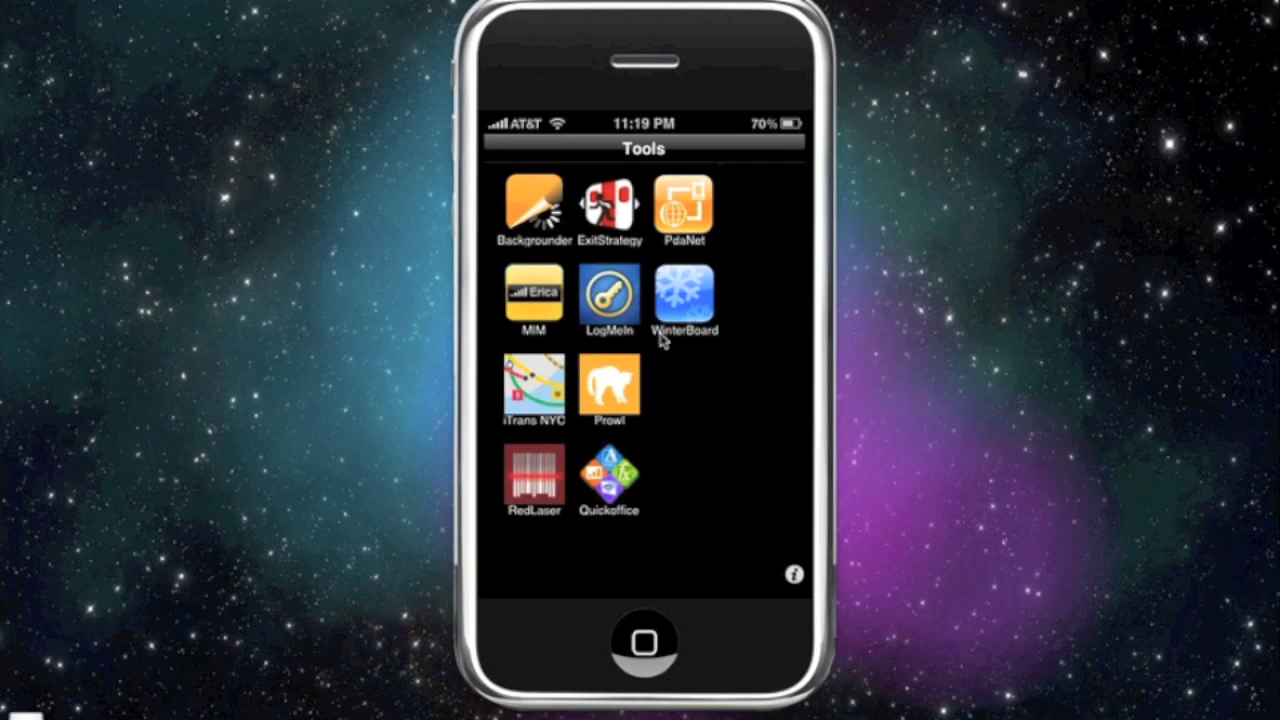 AT&T 11:19 PM 70%
Tools
Backgrounder ExitStrategy PdaNet
Erica
MIM LogMeIn WinterBoard
iTrans NYC Prowl
RedLaser Quickoffice